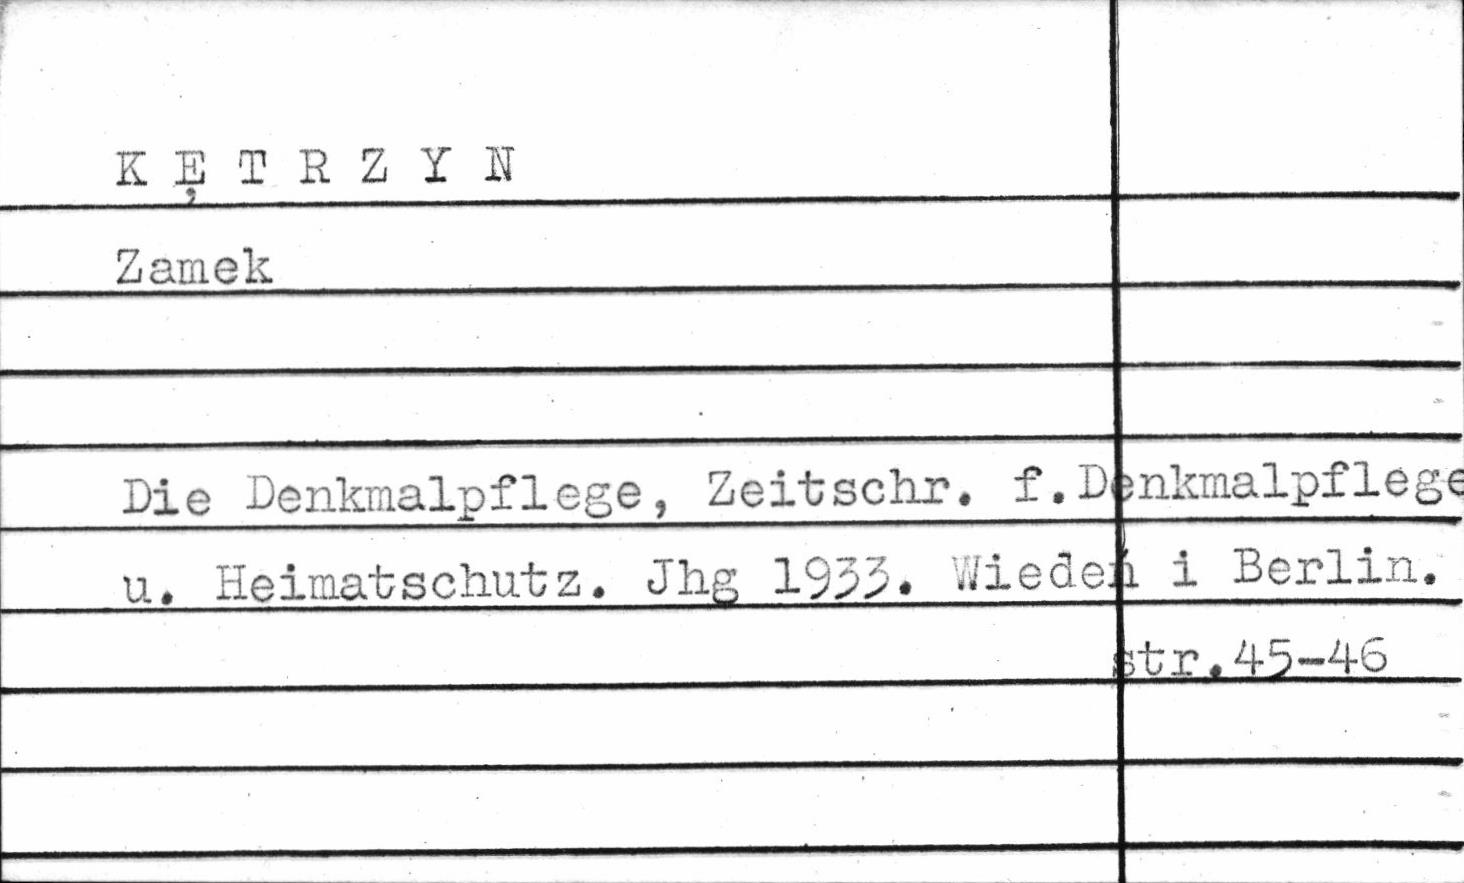 K Ę T R Z Y N
Zamek
Die Denkmalpflege, Zeitschr. f.Denkmalpflege
u. Heimatschutz. Jhg 1933. Wiedeń i Berlin.
str.45-46